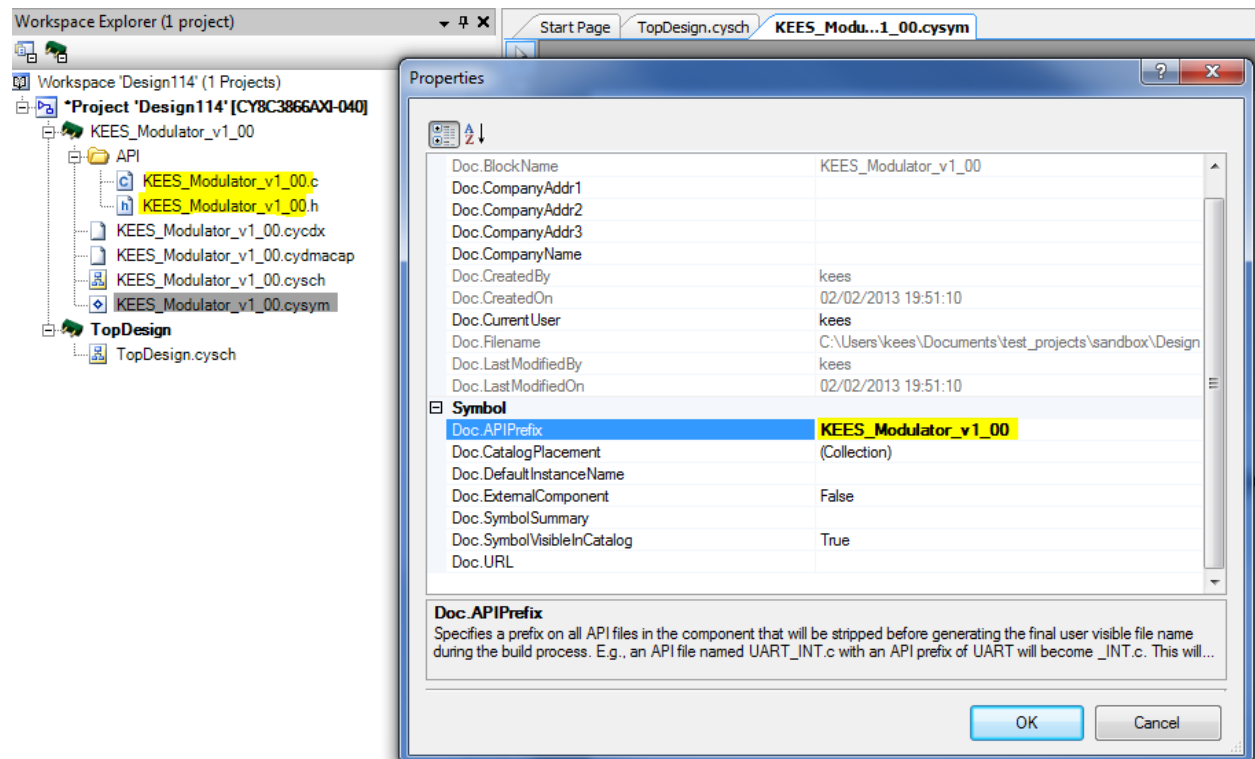 Workspace Explorer (1 project)
Workspace 'Design114' (1 Projects)
*Project 'Design114' [CY8C3866AXI-040]
KEES_Modulator_v1_00
API
KEES_Modulator_v1_00.c
KEES_Modulator_v1_00.h
KEES_Modulator_v1_00.cycdx
KEES_Modulator_v1_00.cydmacap
KEES_Modulator_v1_00.cysch
KEES_Modulator_v1_00.cysym
TopDesign
TopDesign.cysch
Start Page
TopDesign.cysch
KEES_Modu...1_00.cysym
Properties
Doc.BlockName KEES_Modulator_v1_00
Doc.CompanyAddr1
Doc.CompanyAddr2
Doc.CompanyAddr3
Doc.CompanyName
Doc.CreatedBy kees
Doc.CreatedOn 02/02/2013 19:51:10
Doc.CurrentUser kees
Doc.Filename C:\Users\kees\Documents\test_projects\sandbox\Design
Doc.LastModifiedBy kees
Doc.LastModifiedOn 02/02/2013 19:51:10
Symbol
Doc.APIPrefix KEES_Modulator_v1_00
Doc.CatalogPlacement (Collection)
Doc.DefaultInstanceName
Doc.ExternalComponent False
Doc.SymbolSummary
Doc.SymbolVisibleInCatalog True
Doc.URL
Doc.APIPrefix
Specifies a prefix on all API files in the component that will be stripped before generating the final user visible file name
during the build process. E.g., an API file named UART_INT.c with an API prefix of UART will become _INT.c. This will...
OK
Cancel